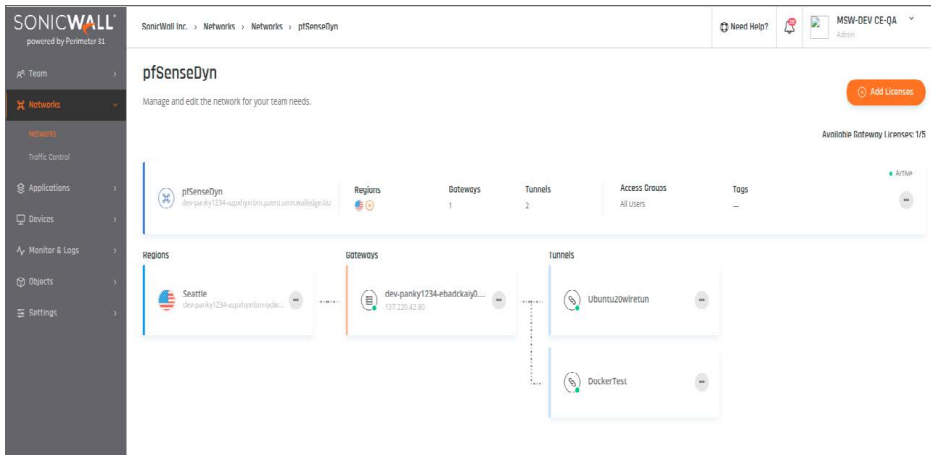 SONICWALL
powered by Perimeter 81
SonicWall Inc. > Networks > Networks > pfSenseDyn
Need Help?
MSW-DEV CE-QA
Admin
Team
Networks
Networks
Traffic Control
Applications
Devices
Monitor & Logs
Objects
Settings
pfSenseDyn
Manage and edit the network for your team needs.
Add Licenses
Available Gateway Licenses: 1/5
Active
pfSenseDyn
Regions
Gateways
1
Tunnels
2
Access Groups
All Users
Tags
—
Regions
Gateways
Tunnels
Seattle
dev-panky1234-ebadckaiy0....
137.220.42.80
Ubuntu20wiretun
DockerTest